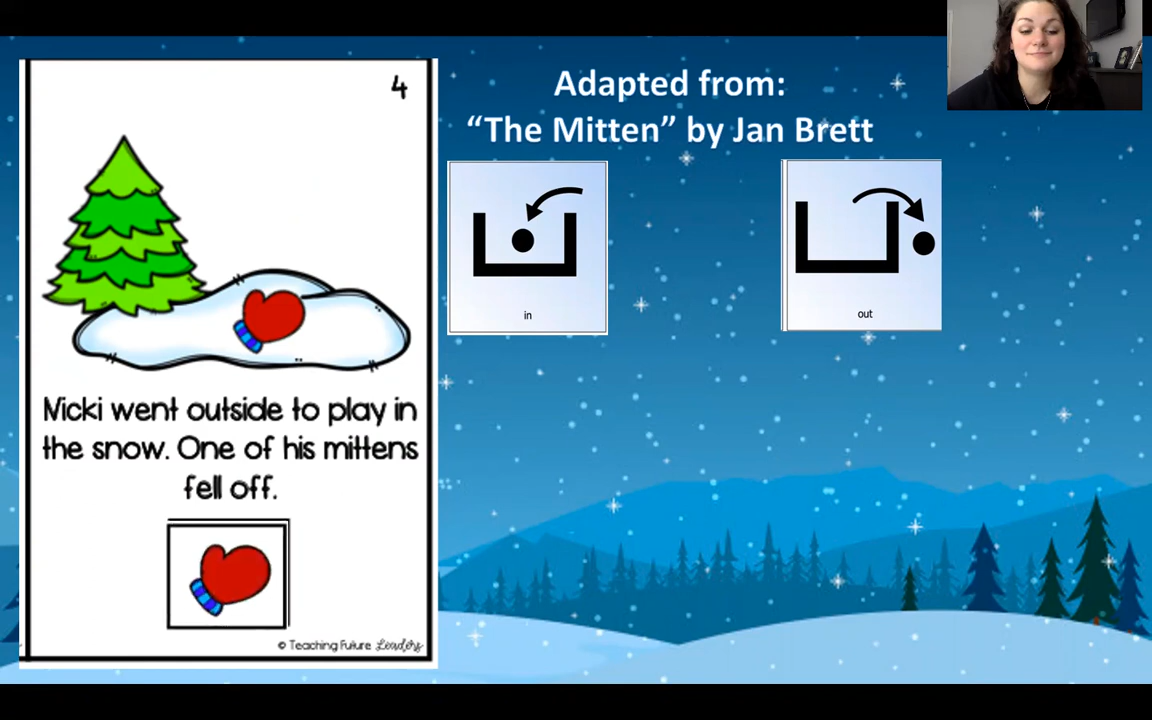 4
Adapted from:
“The Mitten” by Jan Brett
in
out
Nicki went outside to play in
the snow. One of his mittens
fell off.
© Teaching Future Leaders